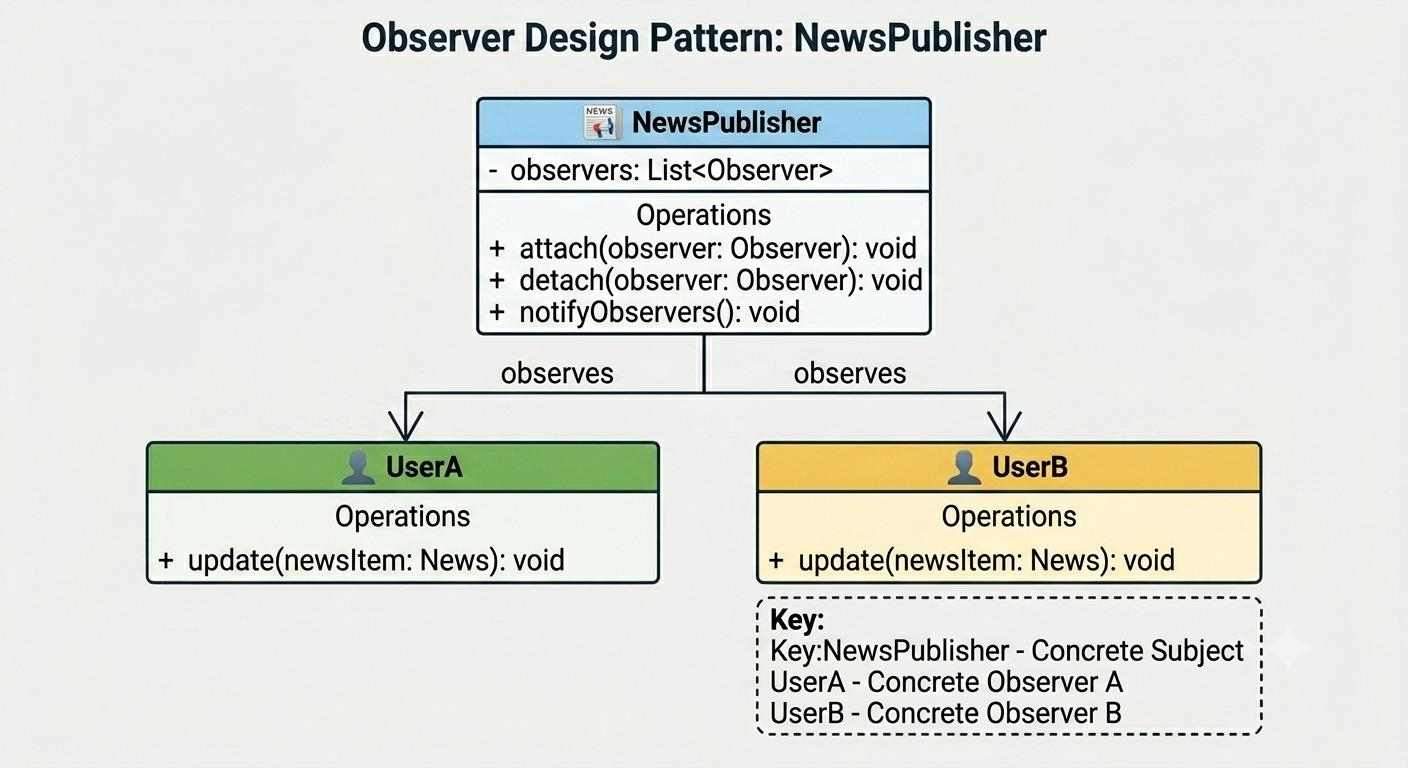 Observer Design Pattern: NewsPublisher
NEWS
NewsPublisher
- observers: List<Observer>
Operations
+ attach(observer: Observer): void
+ detach(observer: Observer): void
+ notifyObservers(): void
observes
observes
UserA
Operations
+ update(newsItem: News): void
UserB
Operations
+ update(newsItem: News): void
Key:
Key:NewsPublisher - Concrete Subject
UserA - Concrete Observer A
UserB - Concrete Observer B